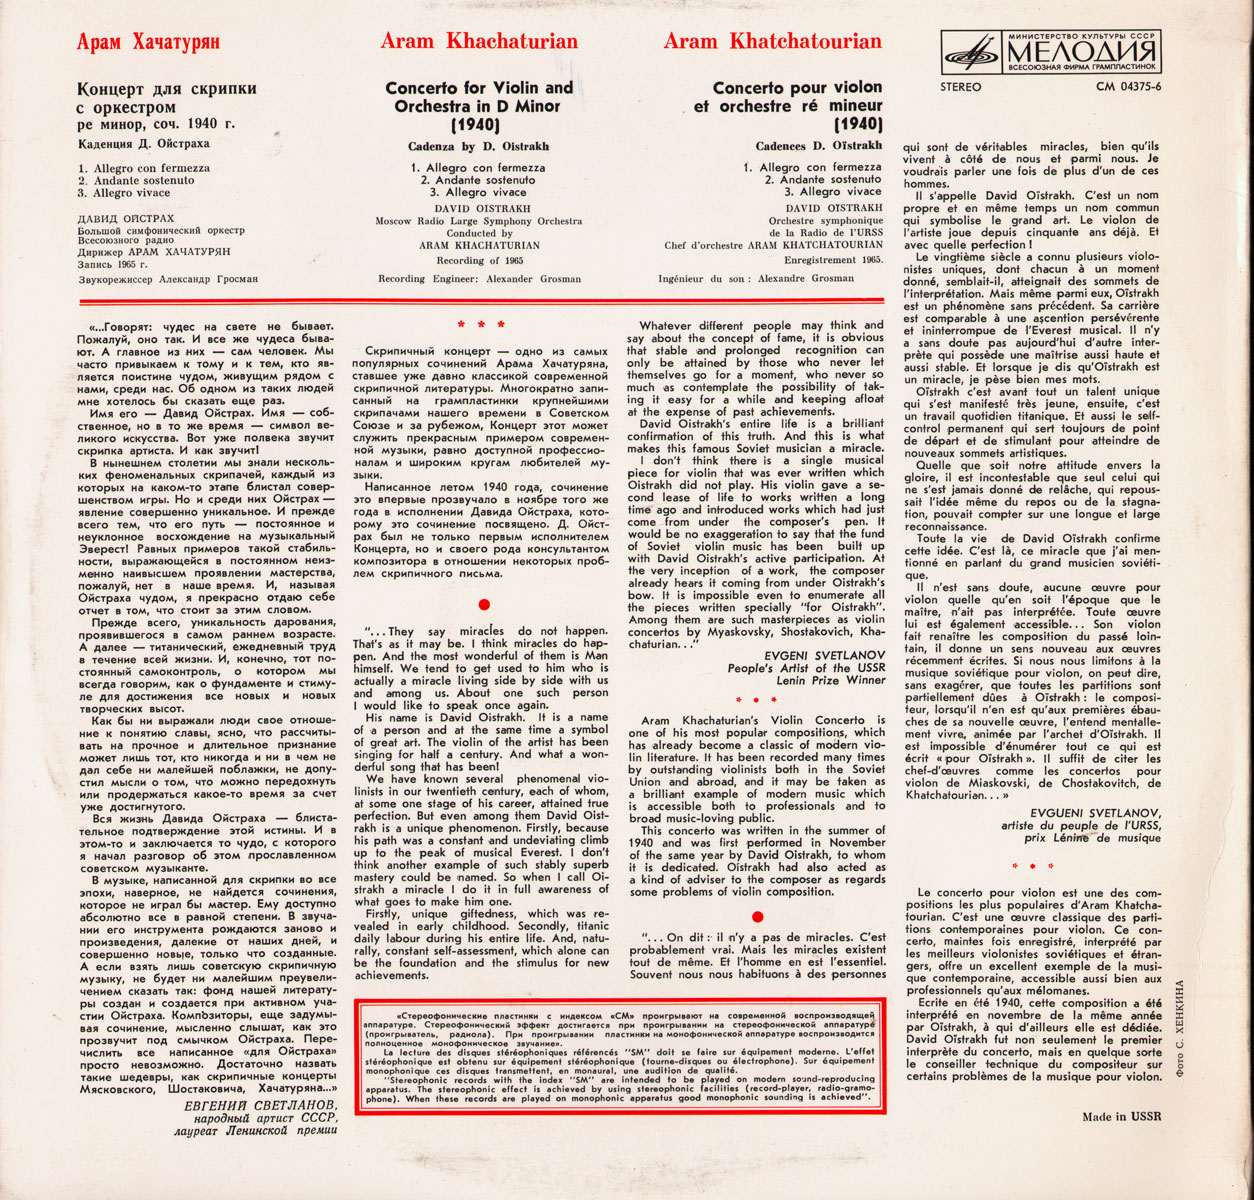 Арам Хачатурян
Концерт для скрипки
с оркестром
ре минор, соч. 1940 г.
Каденция Д. Ойстраха
1. Allegro con fermezza
2. Andante sostenuto
3. Allegro vivace
ДАВИД ОЙСТРАХ
Большой симфонический оркестр
Всесоюзного радио
Дирижер АРАМ ХАЧАТУРЯН
Запись 1965 г.
Звукорежиссер Александр Гросман
Aram Khachaturian
Concerto for Violin and
Orchestra in D Minor
(1940)
Cadenza by D. Oistrakh
1. Allegro con fermezza
2. Andante sostenuto
3. Allegro vivace
DAVID OISTRAKH
Moscow Radio Large Symphony Orchestra
Conducted by
ARAM KHACHATURIAN
Recording of 1965
Recording Engineer: Alexander Grosman
Aram Khatchatourian
Concerto pour violon
et orchestre ré mineur
(1940)
Cadences D. Oïstrakh
1. Allegro con fermezza
2. Andante sostenuto
3. Allegro vivace
DAVID OISTRAKH
Orchestre symphonique
de la Radio de l'URSS
Chef d'orchestre ARAM KHATCHATOURIAN
Enregistrement 1965.
Ingénieur du son : Alexandre Grosman
МИНИСТЕРСТВО КУЛЬТУРЫ СССР
МЕЛОДИЯ
ВСЕСОЮЗНАЯ ФИРМА ГРАМПЛАСТИНОК
STEREO
СМ 04375-6
«...Говорят: чудес на свете не бывает.
Пожалуй, оно так. И все же чудеса быва-
ют. А главное из них — сам человек. Мы
часто привыкаем к тому и к тем, кто яв-
ляется поистине чудом, живущим рядом с
нами, среди нас. Об одном из таких людей
мне хотелось бы сказать еще раз.
Имя его — Давид Ойстрах. Имя — соб-
ственное, но в то же время — символ ве-
ликого искусства. Вот уже полвека звучит
скрипка артиста. И как звучит!
В нынешнем столетии мы знали несколь-
ких феноменальных скрипачей, каждый из
которых на каком-то этапе блистал совер-
шенством игры. Но и среди них Ойстрах —
явление совершенно уникальное. И прежде
всего тем, что его путь — постоянное и
неуклонное восхождение на музыкальный
Эверест! Равных примеров такой стабиль-
ности, выражающейся в постоянном неиз-
менно наивысшем проявлении мастерства,
пожалуй, нет в наше время. И, называя
Ойстраха чудом, я прекрасно отдаю себе
отчет в том, что стоит за этим словом.
Прежде всего, уникальность дарования,
проявившегося в самом раннем возрасте.
А далее — титанический, ежедневный труд
в течение всей жизни. И, конечно, тот по-
стоянный самоконтроль, о котором мы
всегда говорим, как о фундаменте и стиму-
ле для достижения все новых и новых
творческих высот.
Как бы ни выражали люди свое отноше-
ние к понятию славы, ясно, что рассчиты-
вать на прочное и длительное признание
может лишь тот, кто никогда и ни в чем не
дал себе ни малейшей поблажки, не допу-
стил мысли о том, что можно передохнуть
или продержаться какое-то время за счет
уже достигнутого.
Вся жизнь Давида Ойстраха — блиста-
тельное подтверждение этой истины. И в
этом-то и заключается то чудо, с которого
я начал разговор об этом прославленном
советском музыканте.
В музыке, написанной для скрипки во все
эпохи, наверное, не найдется сочинения,
которое не играл бы мастер. Ему доступно
абсолютно все в равной степени. В звуча-
нии его инструмента рождаются заново и
произведения, далекие от наших дней, и
совершенно новые, только что созданные.
А если взять лишь советскую скрипичную
музыку, не будет ни малейшим преувели-
чением сказать так: фонд нашей литерату-
ры создан и создается при активном уча-
стии Ойстраха. Композиторы, еще задумы-
вая сочинение, мысленно слышат, как это
прозвучит под смычком Ойстраха. Пере-
числить все написанное «для Ойстраха»
просто невозможно. Достаточно назвать
такие шедевры, как скрипичные концерты
Мясковского, Шостаковича, Хачатуряна...»
ЕВГЕНИЙ СВЕТЛАНОВ,
народный артист СССР,
лауреат Ленинской премии
* * *
Скрипичный концерт — одно из самых
популярных сочинений Арама Хачатуряна,
ставшее уже давно классикой современной
скрипичной литературы. Многократно запи-
санный на грампластинки крупнейшими
скрипачами нашего времени в Советском
Союзе и за рубежом, Концерт этот может
служить прекрасным примером современ-
ной музыки, равно доступной профессио-
налам и широким кругам любителей му-
зыки.
Написанное летом 1940 года, сочинение
это впервые прозвучало в ноябре того же
года в исполнении Давида Ойстраха, кото-
рому это сочинение посвящено. Д. Ойст-
рах был не только первым исполнителем
Концерта, но и своего рода консультантом
композитора в отношении некоторых проб-
лем скрипичного письма.
"...They say miracles do not happen.
That's as it may be. I think miracles do hap-
pen. And the most wonderful of them is Man
himself. We tend to get used to him who is
actually a miracle living side by side with us
and among us. About one such person
I would like to speak once again.
His name is David Oistrakh. It is a name
of a person and at the same time a symbol
of great art. The violin of the artist has been
singing for half a century. And what a won-
derful song that has been!
We have known several phenomenal vio-
linists in our twentieth century, each of whom,
at some one stage of his career, attained true
perfection. But even among them David Oist-
rakh is a unique phenomenon. Firstly, because
his path was a constant and undeviating climb
up to the peak of musical Everest. I don't
think another example of such stably superb
mastery could be named. So when I call Oi-
strakh a miracle I do it in full awareness of
what goes to make him one.
Firstly, unique giftedness, which was re-
vealed in early childhood. Secondly, titanic
daily labour during his entire life. And, natu-
rally, constant self-assessment, which alone can
be the foundation and the stimulus for new
achievements.
Whatever different people may think and
say about the concept of fame, it is obvious
that stable and prolonged recognition can
only be attained by those who never let
themselves go for a moment, who never so
much as contemplate the possibility of tak-
ing it easy for a while and keeping afloat
at the expense of past achievements.
David Oistrakh's entire life is a brilliant
confirmation of this truth. And this is what
makes this famous Soviet musician a miracle.
I don't think there is a single musical
piece for violin that was ever written which
Oistrakh did not play. His violin gave a se-
cond lease of life to works written a long
time ago and introduced works which had just
come from under the composer's pen. It
would be no exaggeration to say that the fund
of Soviet violin music has been built up
with David Oistrakh's active participation. At
the very inception of a work, the composer
already hears it coming from under Oistrakh's
bow. It is impossible even to enumerate all
the pieces written specially "for Oistrakh".
Among them are such masterpieces as violin
concertos by Myaskovsky, Shostakovich, Kha-
chaturian..."
EVGENI SVETLANOV
People's Artist of the USSR
Lenin Prize Winner
* * *
Aram Khachaturian's Violin Concerto is
one of his most popular compositions, which
has already become a classic of modern vio-
lin literature. It has been recorded many times
by outstanding violinists both in the Soviet
Union and abroad, and it may be taken as
a brilliant example of modern music which
is accessible both to professionals and to
broad music-loving public.
This concerto was written in the summer of
1940 and was first performed in November
of the same year by David Oistrakh, to whom
it is dedicated. Oistrakh had also acted as
a kind of adviser to the composer as regards
some problems of violin composition.
"... On dit : il n'y a pas de miracles. C'est
probablement vrai. Mais les miracles existent
tout de même. Et l'homme en est l'essentiel.
Souvent nous nous habituons à des personnes
qui sont de véritables miracles, bien qu'ils
vivent à côté de nous et parmi nous. Je
voudrais parler une fois de plus d'un de ces
hommes.
Il s'appelle David Oïstrakh. C'est un nom
propre et en même temps un nom commun
qui symbolise le grand art. Le violon de
l'artiste joue depuis cinquante ans déjà. Et
avec quelle perfection !
Le vingtième siècle a connu plusieurs violo-
nistes uniques, dont chacun à un moment
donné, semblait-il, atteignait des sommets de
l'interprétation. Mais même parmi eux, Oïstrakh
est un phénomène sans précédent. Sa carrière
est comparable à une ascention persévérente
et ininterrompue de l'Everest musical. Il n'y
a sans doute pas aujourd'hui d'autre inter-
prète qui possède une maîtrise aussi haute et
aussi stable. Et lorsque je dis qu'Oïstrakh est
un miracle, je pèse bien mes mots.
Oïstrakh c'est avant tout un talent unique
qui s'est manifesté très jeune, ensuite, c'est
un travail quotidien titanique. Et aussi le self-
control permanent qui sert toujours de point
de départ et de stimulant pour atteindre de
nouveaux sommets artistiques.
Quelle que soit notre attitude envers la
gloire, il est incontestable que seul celui qui
ne s'est jamais donné de relâche, qui repous-
sait l'idée même du repos ou de la stagna-
tion, pouvait compter sur une longue et large
reconnaissance.
Toute la vie de David Oïstrakh confirme
cette idée. C'est là, ce miracle que j'ai men-
tionné en parlant du grand musicien soviéti-
que.
Il n'est sans doute, aucune œuvre pour
violon quelle qu'en soit l'époque que le
maître, n'ait pas interprétée. Toute œuvre
lui est également accessible... Son violon
fait renaître les composition du passé loin-
tain, il donne un sens nouveau aux œuvres
récemment écrites. Si nous nous limitons à la
musique soviétique pour violon, on peut dire,
sans exagérer, que toutes les partitions sont
partiellement dûes à Oïstrakh : le composi-
teur, lorsqu'il n'en est qu'aux premières ébau-
ches de sa nouvelle œuvre, l'entend mentale-
ment vivre, animée par l'archet d'Oïstrakh. Il
est impossible d'énumérer tout ce qui est
écrit « pour Oïstrakh ». Il suffit de citer les
chef-d'œuvres comme les concertos pour
violon de Miaskovski, de Chostakovitch, de
Khatchatourian... »
EVGUENI SVETLANOV,
artiste du peuple de l'URSS,
prix Lénine de musique
* * *
Le concerto pour violon est une des com-
positions les plus populaires d'Aram Khatcha-
tourian. C'est une œuvre classique des parti-
tions contemporaines pour violon. Ce con-
certo, maintes fois enregistré, interprété par
les meilleurs violonistes soviétiques et étran-
gers, offre un excellent exemple de la musi-
que contemporaine, accessible aussi bien aux
professionnels qu'aux mélomanes.
Ecrite en été 1940, cette composition a été
interprété en novembre de la même année
par Oïstrakh, à qui d'ailleurs elle est dédiée.
David Oïstrakh fut non seulement le premier
interprète du concerto, mais en quelque sorte
le conseiller technique du compositeur sur
certains problèmes de la musique pour violon.
«Стереофонические пластинки с индексом «СМ» проигрывают на современной воспроизводящей
аппаратуре. Стереофонический эффект достигается при проигрывании на стереофонической аппаратуре
(проигрыватель, радиола). При проигрывании пластинки на монофонической аппаратуре воспроизводится
полноценное монофоническое звучание».
La lecture des disques stéréophoniques référencés "SM" doit se faire sur équipement moderne. L'effet
stéréophonique est obtenu sur équipement stéréophonique (tourne-disques ou électrophone). Sur équipement
monophonique ces disques transmettent, en monaural, une audition de qualité.
"Stereophonic records with the index "SM" are intended to be played on modern sound-reproducing
apparatus. The stereophonic effect is achieved by using stereophonic facilities (record-player, radio-gramo-
phone). When these records are played on monophonic apparatus good monophonic sounding is achieved".
Фото С. ХЕНКИНА
Made in USSR